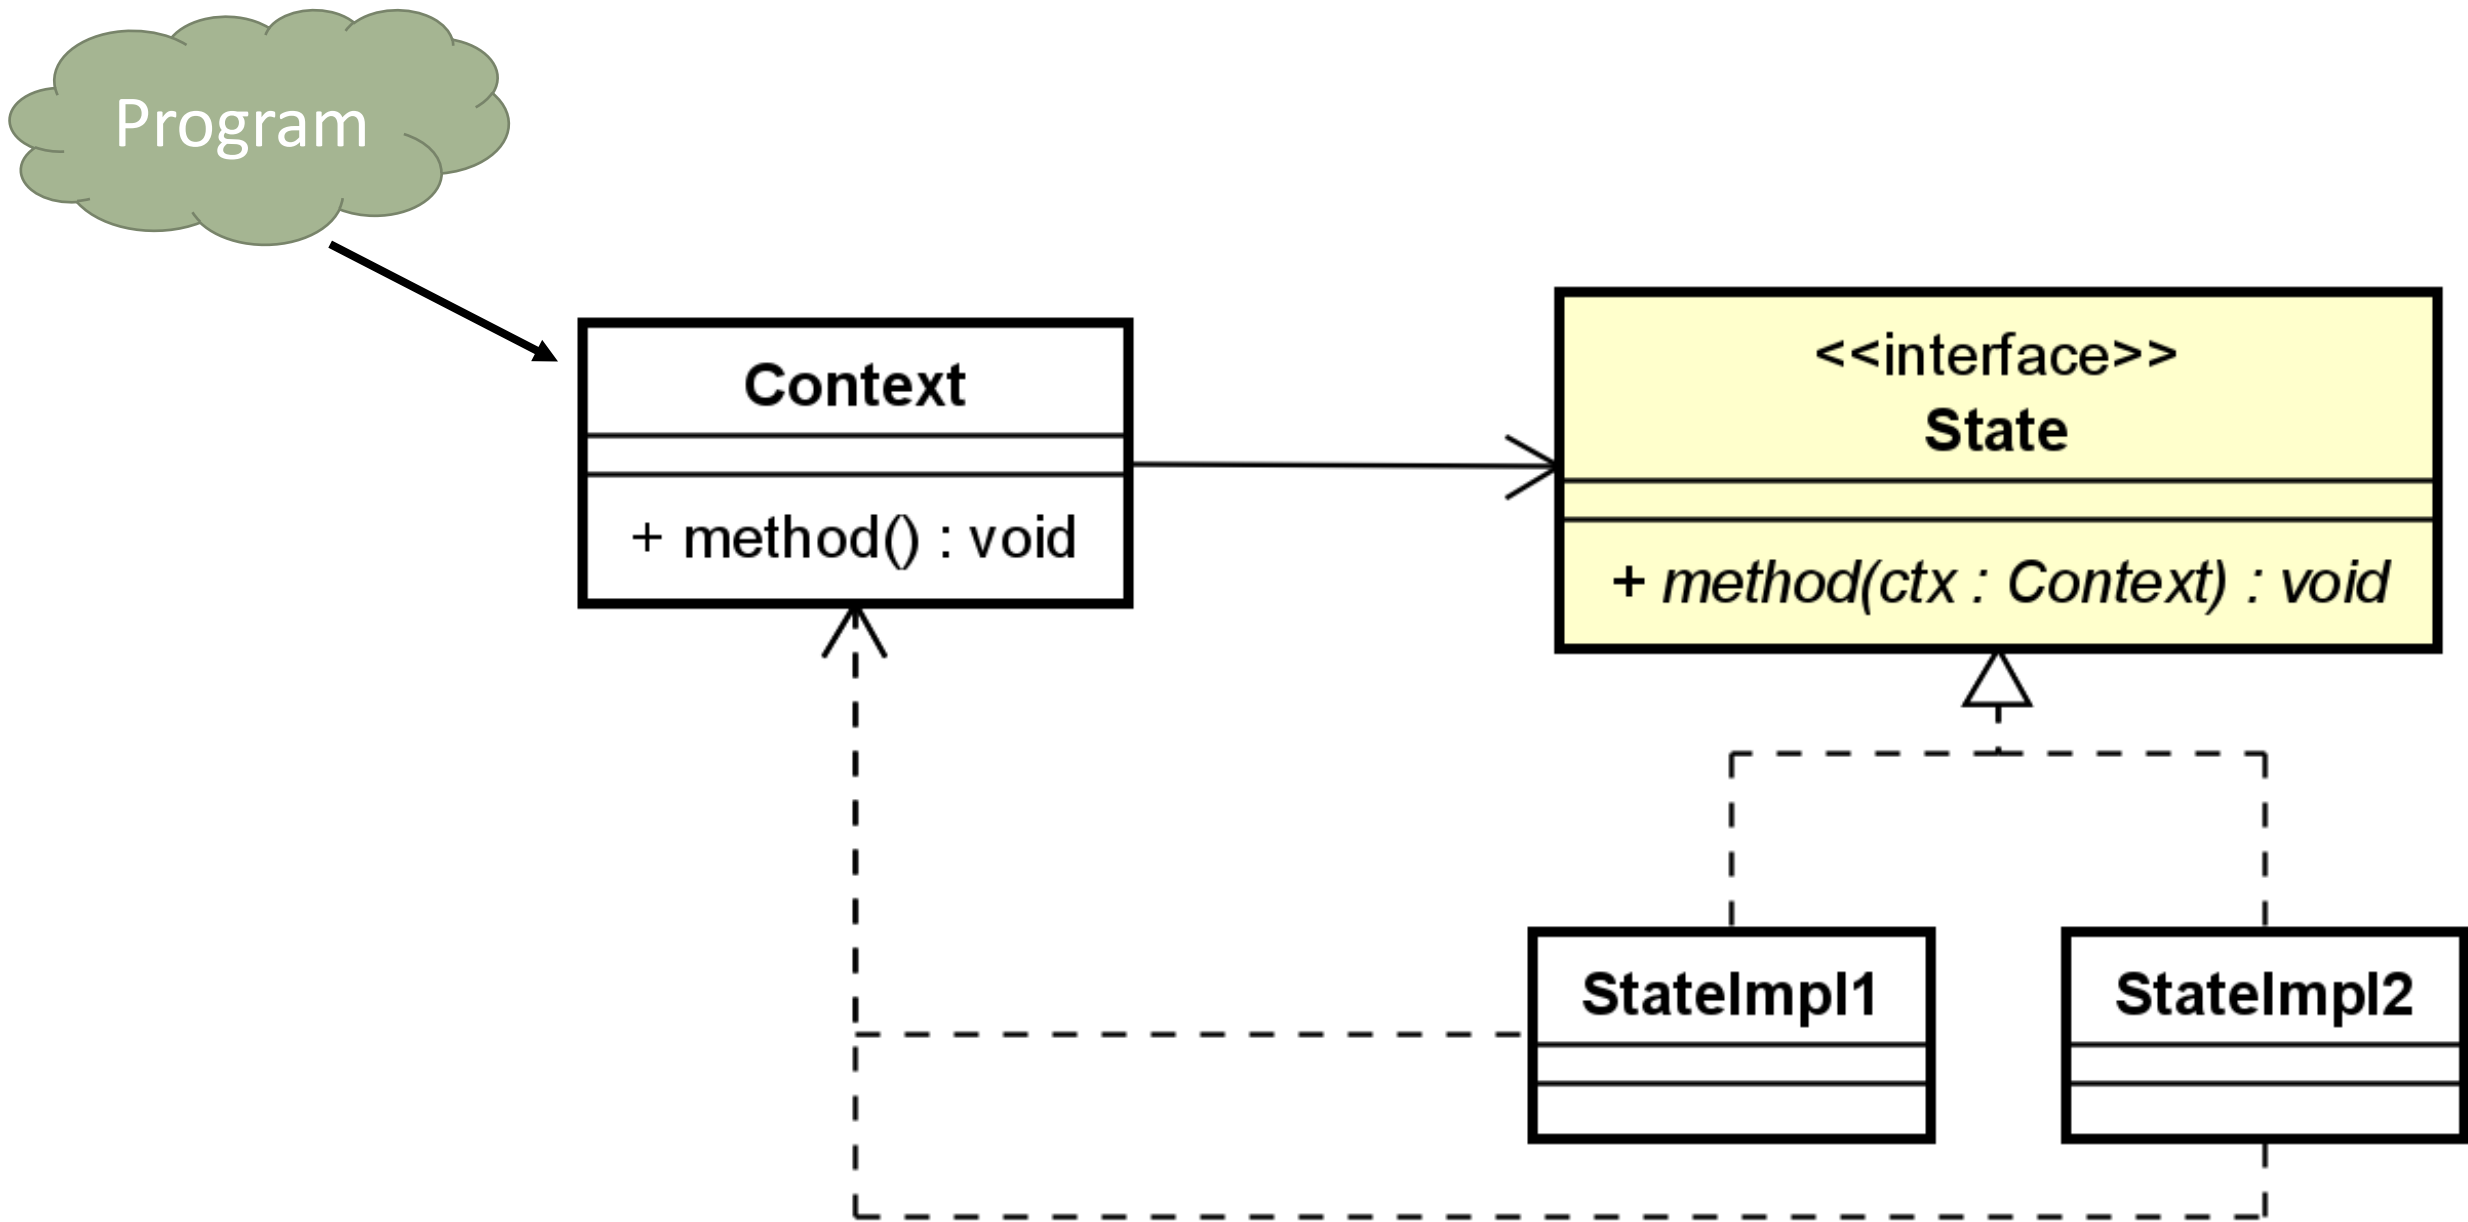 Program
Context
+ method() : void
<<interface>>
State
+ method(ctx : Context) : void
StateImpl1
StateImpl2